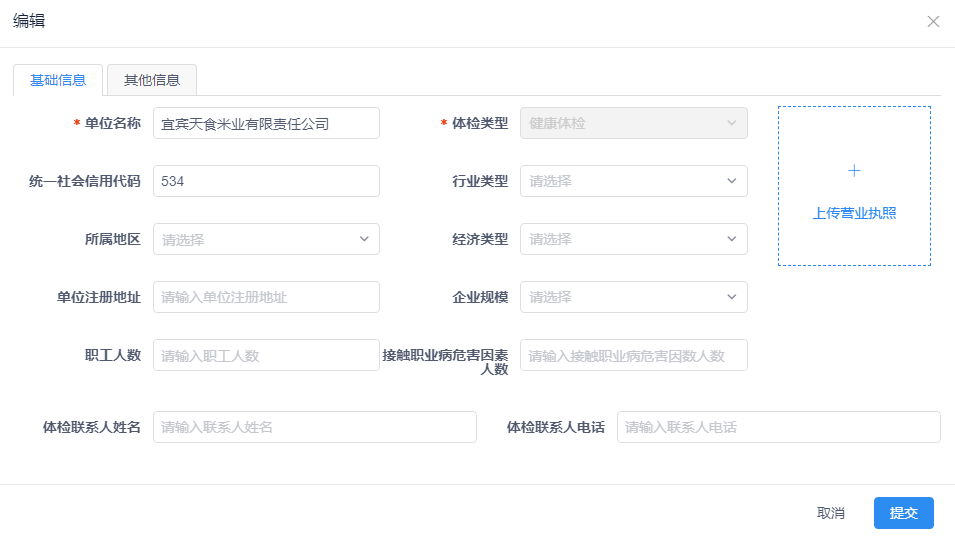 编辑
基础信息
其他信息
* 单位名称
宜宾天食米业有限责任公司
* 体检类型
健康体检
统一社会信用代码
534
行业类型
请选择
上传营业执照
所属地区
请选择
经济类型
请选择
单位注册地址
请输入单位注册地址
企业规模
请选择
职工人数
请输入职工人数
接触职业病危害因素
人数
请输入接触职业病危害因数人数
体检联系人姓名
请输入联系人姓名
体检联系人电话
请输入联系人电话
取消
提交